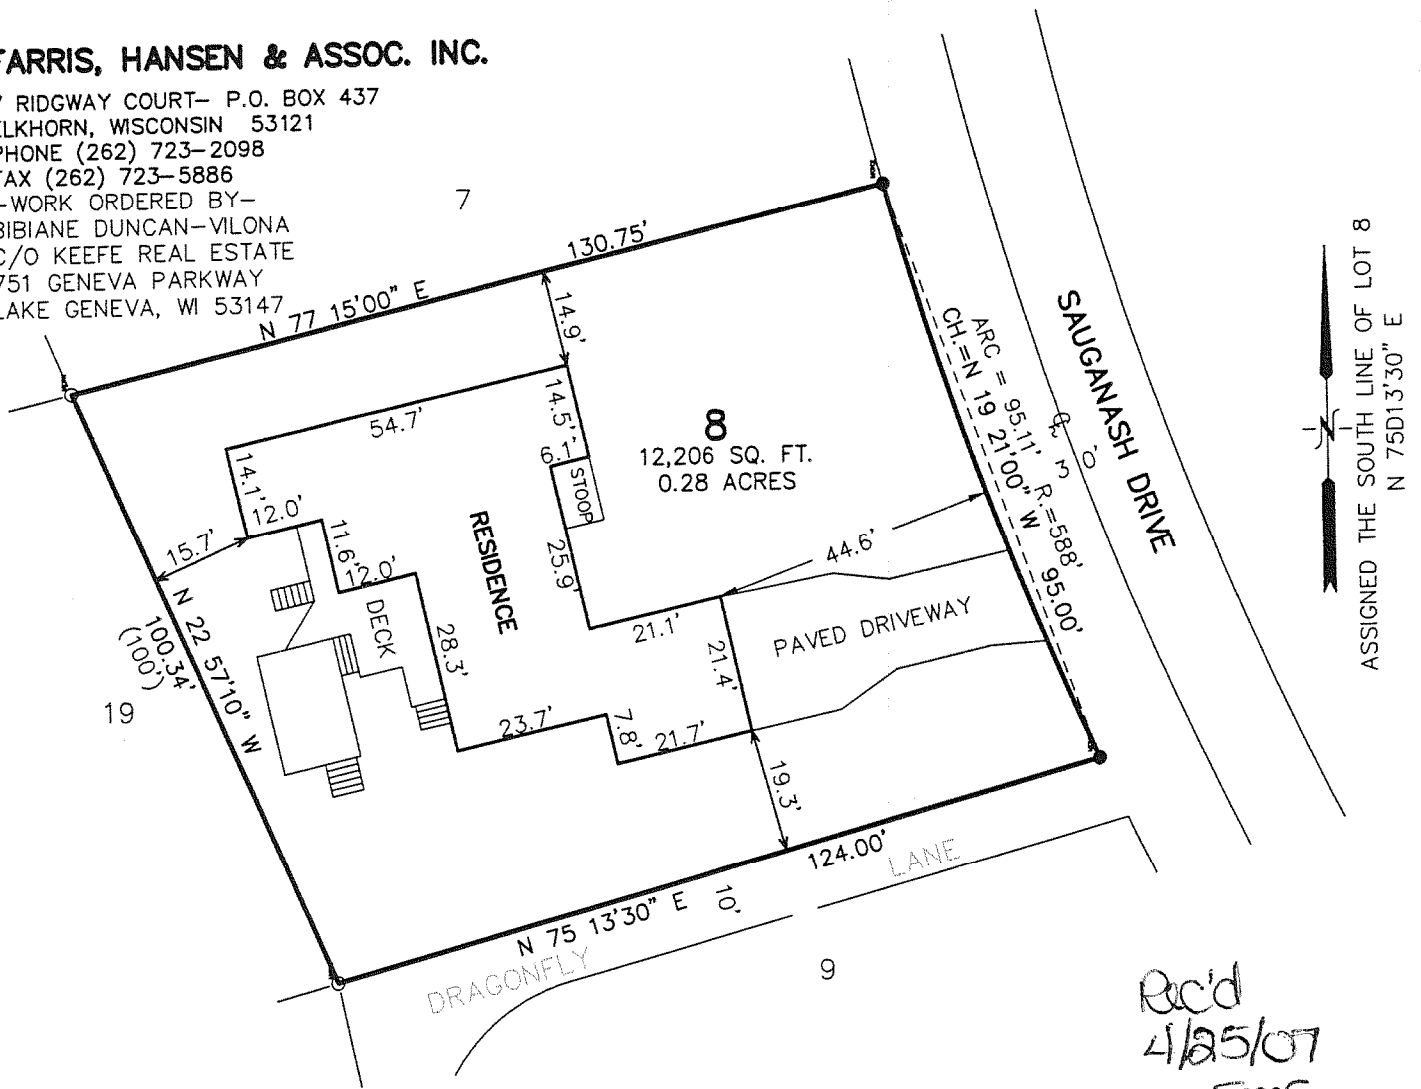 FARRIS, HANSEN & ASSOC. INC.
7 RIDGWAY COURT– P.O. BOX 437
ELKHORN, WISCONSIN 53121
PHONE (262) 723–2098
FAX (262) 723–5886
–WORK ORDERED BY–
BIBIANE DUNCAN–VILONA
C/O KEEFE REAL ESTATE
751 GENEVA PARKWAY
LAKE GENEVA, WI 53147
7
N 77 15'00" E
130.75'
14.9'
54.7'
14.5'
6.1'
STOOP
8
12,206 SQ. FT.
0.28 ACRES
14.1'
12.0'
15.7'
11.6'
12.0'
DECK
RESIDENCE
25.9'
21.1'
44.6'
28.3'
21.4'
PAVED DRIVEWAY
23.7'
7.8'
21.7'
19.3'
N 22 57'10" W
100.34'
(100')
19
ARC = 95.11' R.=588'
CH.=N 19 21'00" W 95.00'
SAUGANASH DRIVE
30'
N
ASSIGNED THE SOUTH LINE OF LOT 8
N 75D13'30" E
N 75 13'30" E
124.00'
10'
DRAGONFLY LANE
9
Rec'd
4/25/07